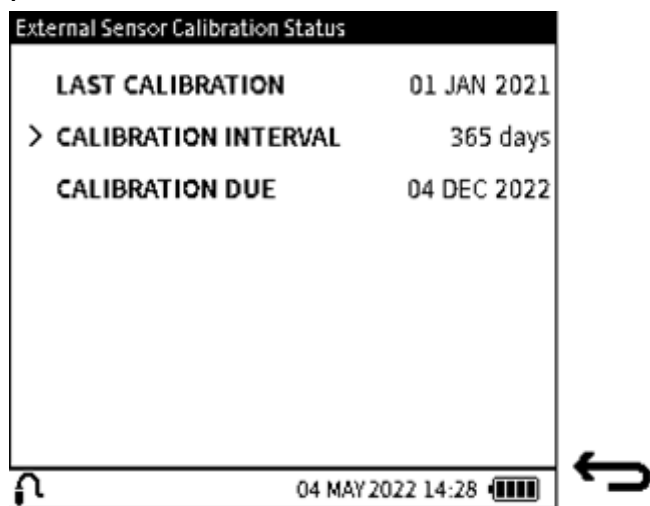 External Sensor Calibration Status
LAST CALIBRATION 01 JAN 2021
> CALIBRATION INTERVAL 365 days
CALIBRATION DUE 04 DEC 2022
04 MAY 2022 14:28